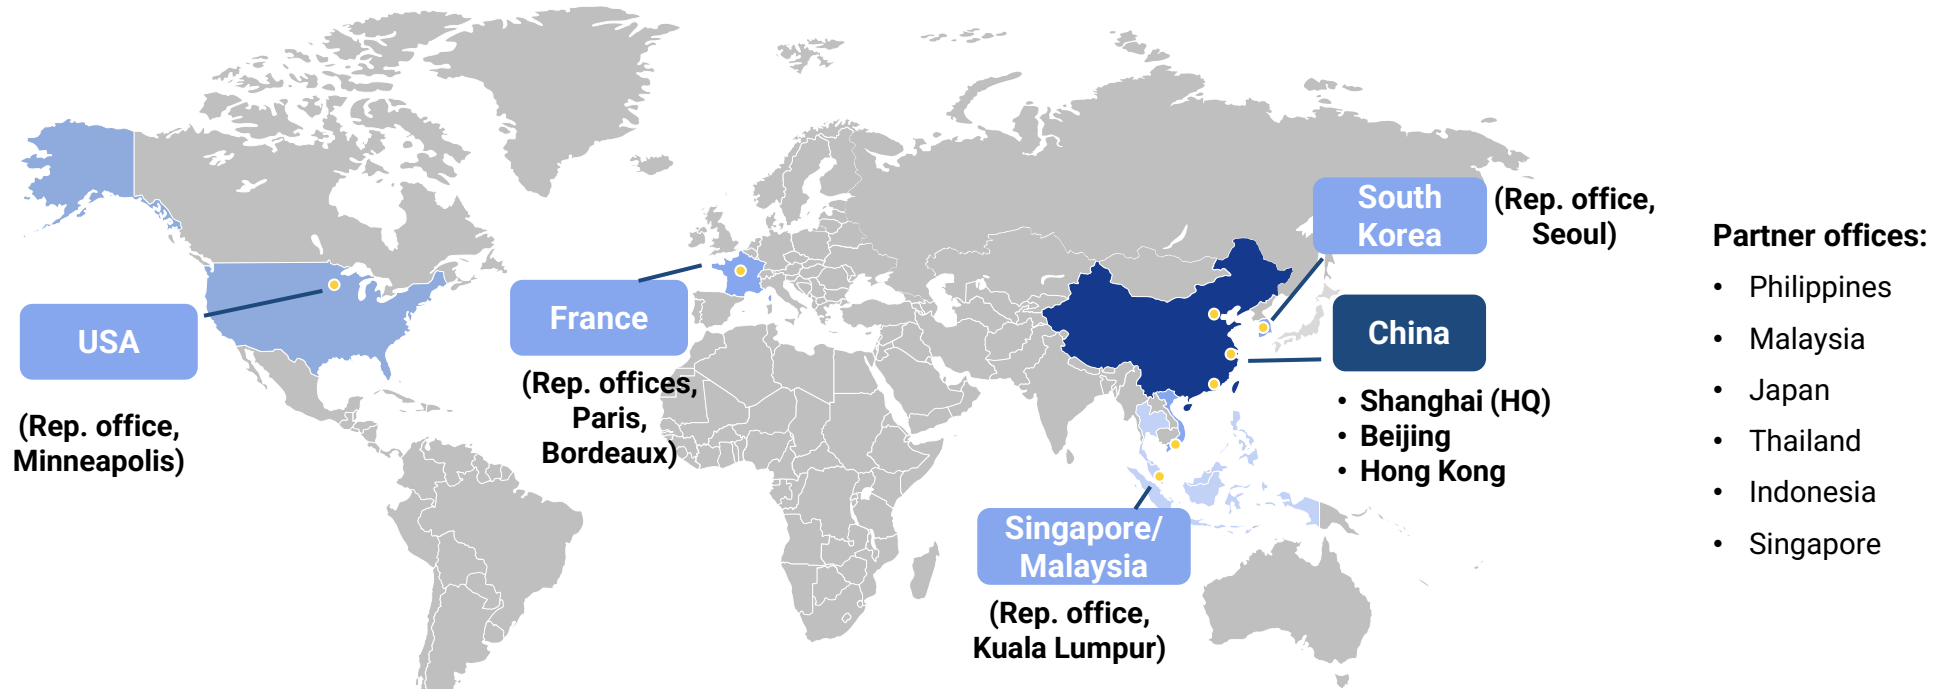 USA
(Rep. office,
Minneapolis)
France
(Rep. offices,
Paris,
Bordeaux)
South
Korea
(Rep. office,
Seoul)
China
• Shanghai (HQ)
• Beijing
• Hong Kong
Singapore/
Malaysia
(Rep. office,
Kuala Lumpur)
Partner offices:
• Philippines
• Malaysia
• Japan
• Thailand
• Indonesia
• Singapore